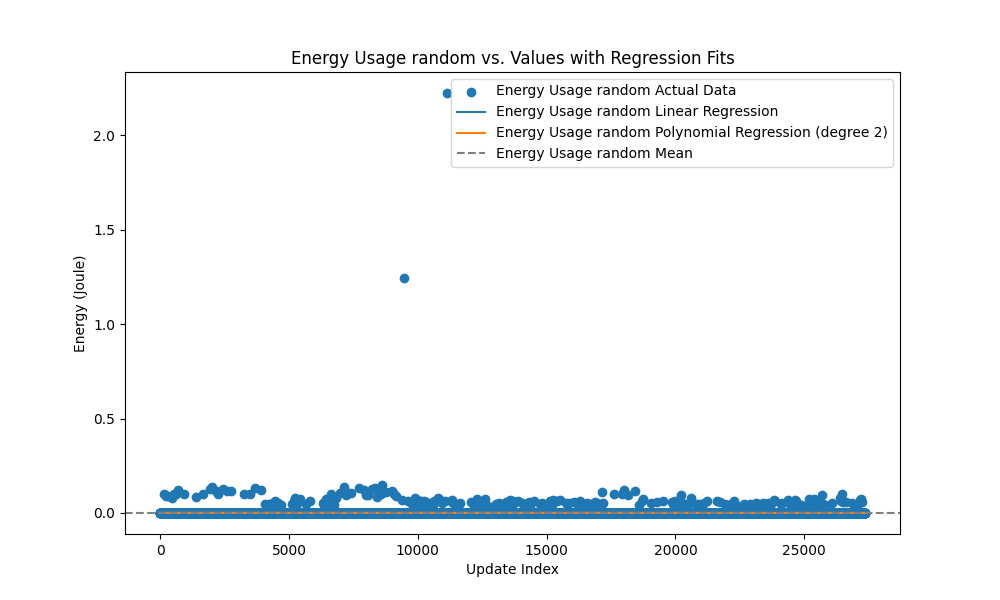 Energy Usage random vs. Values with Regression Fits
Energy Usage random Actual Data
Energy Usage random Linear Regression
Energy Usage random Polynomial Regression (degree 2)
Energy Usage random Mean
2.0
1.5
1.0
0.5
0.0
Energy (Joule)
0 5000 10000 15000 20000 25000
Update Index